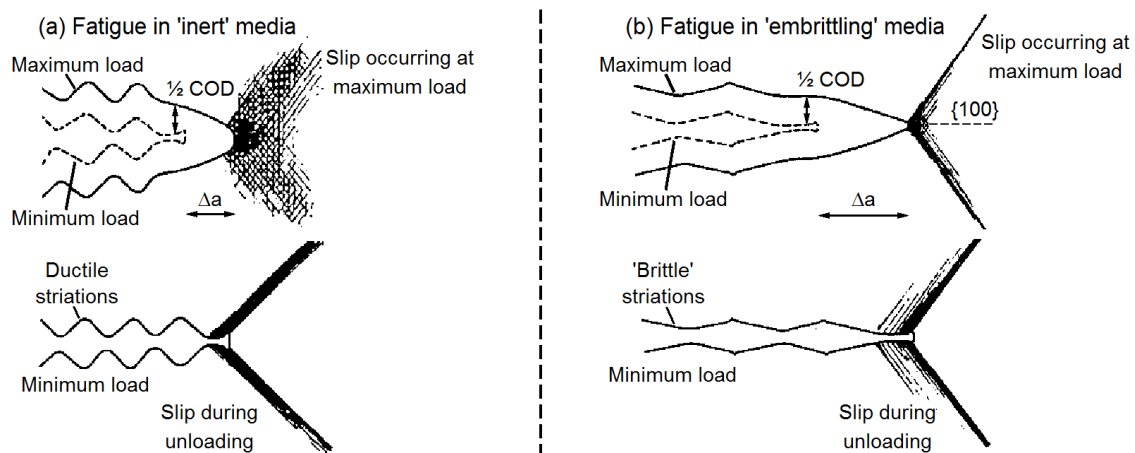 (a) Fatigue in 'inert' media
Maximum load
½ COD
Slip occurring at
maximum load
Minimum load
Δa
Ductile
striations
Minimum load
Slip during
unloading
(b) Fatigue in 'embrittling' media
Maximum load
½ COD
Slip occurring at
maximum load
{100}
Minimum load
Δa
'Brittle'
striations
Minimum load
Slip during
unloading